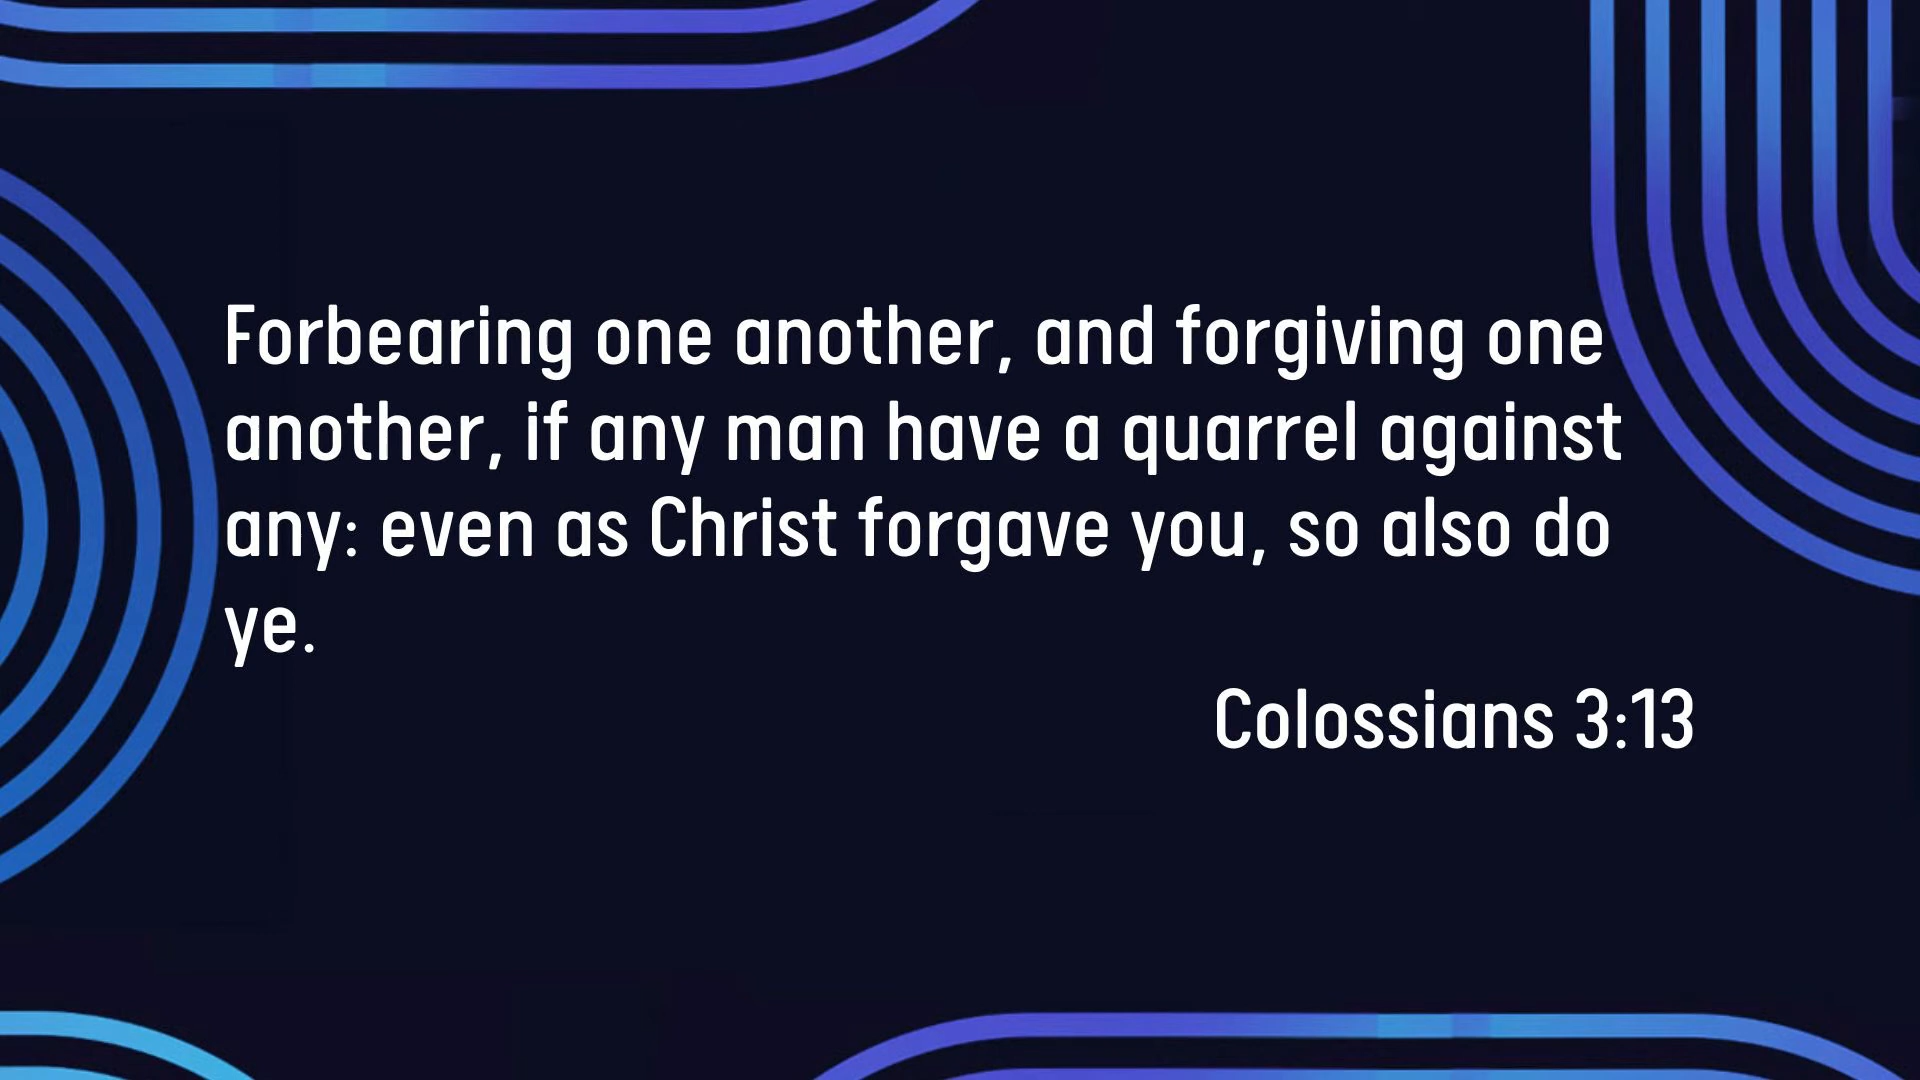 Forbearing one another, and forgiving one
another, if any man have a quarrel against
any: even as Christ forgave you, so also do
ye.
Colossians 3:13